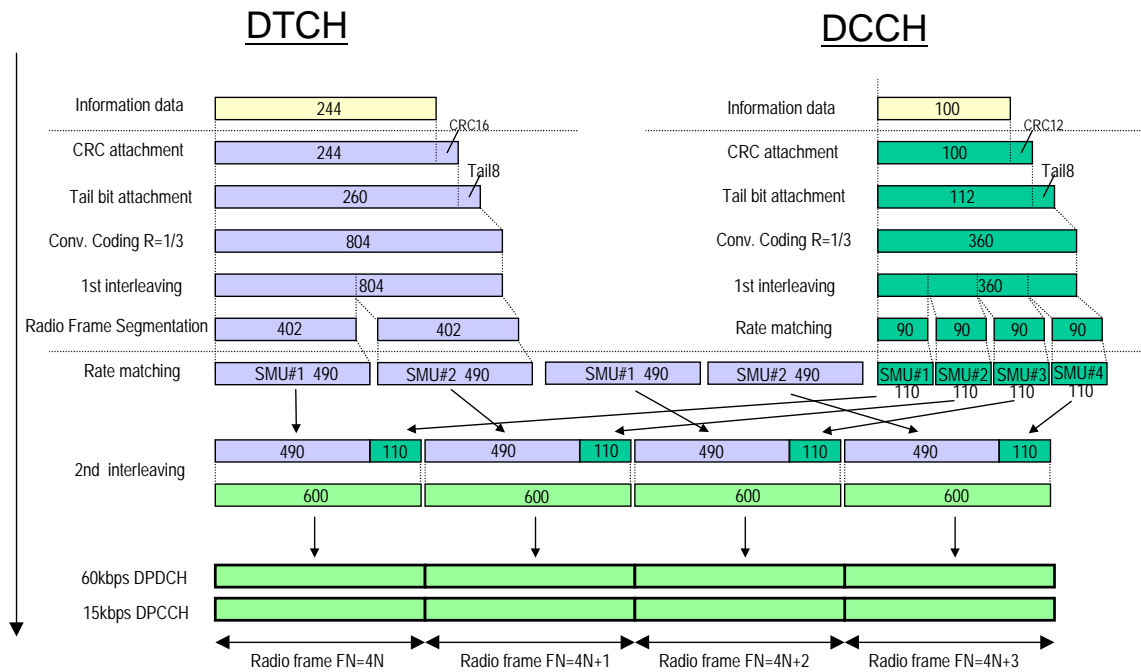 DTCH DCCH
Information data 244 Information data 100
CRC16 CRC12
CRC attachment 244 CRC attachment 100
Tail8 Tail8
Tail bit attachment 260 Tail bit attachment 112
Conv. Coding R=1/3 804 Conv. Coding R=1/3 360
1st interleaving 804 1st interleaving 360
Radio Frame Segmentation 402 402 Rate matching 90 90 90 90
Rate matching SMU#1 490 SMU#2 490 SMU#1 490 SMU#2 490 SMU#1 SMU#2 SMU#3 SMU#4
110 110 110 110
490 110 490 110 490 110 490 110
2nd interleaving
600 600 600 600
60kbps DPDCH
15kbps DPCCH
Radio frame FN=4N Radio frame FN=4N+1 Radio frame FN=4N+2 Radio frame FN=4N+3